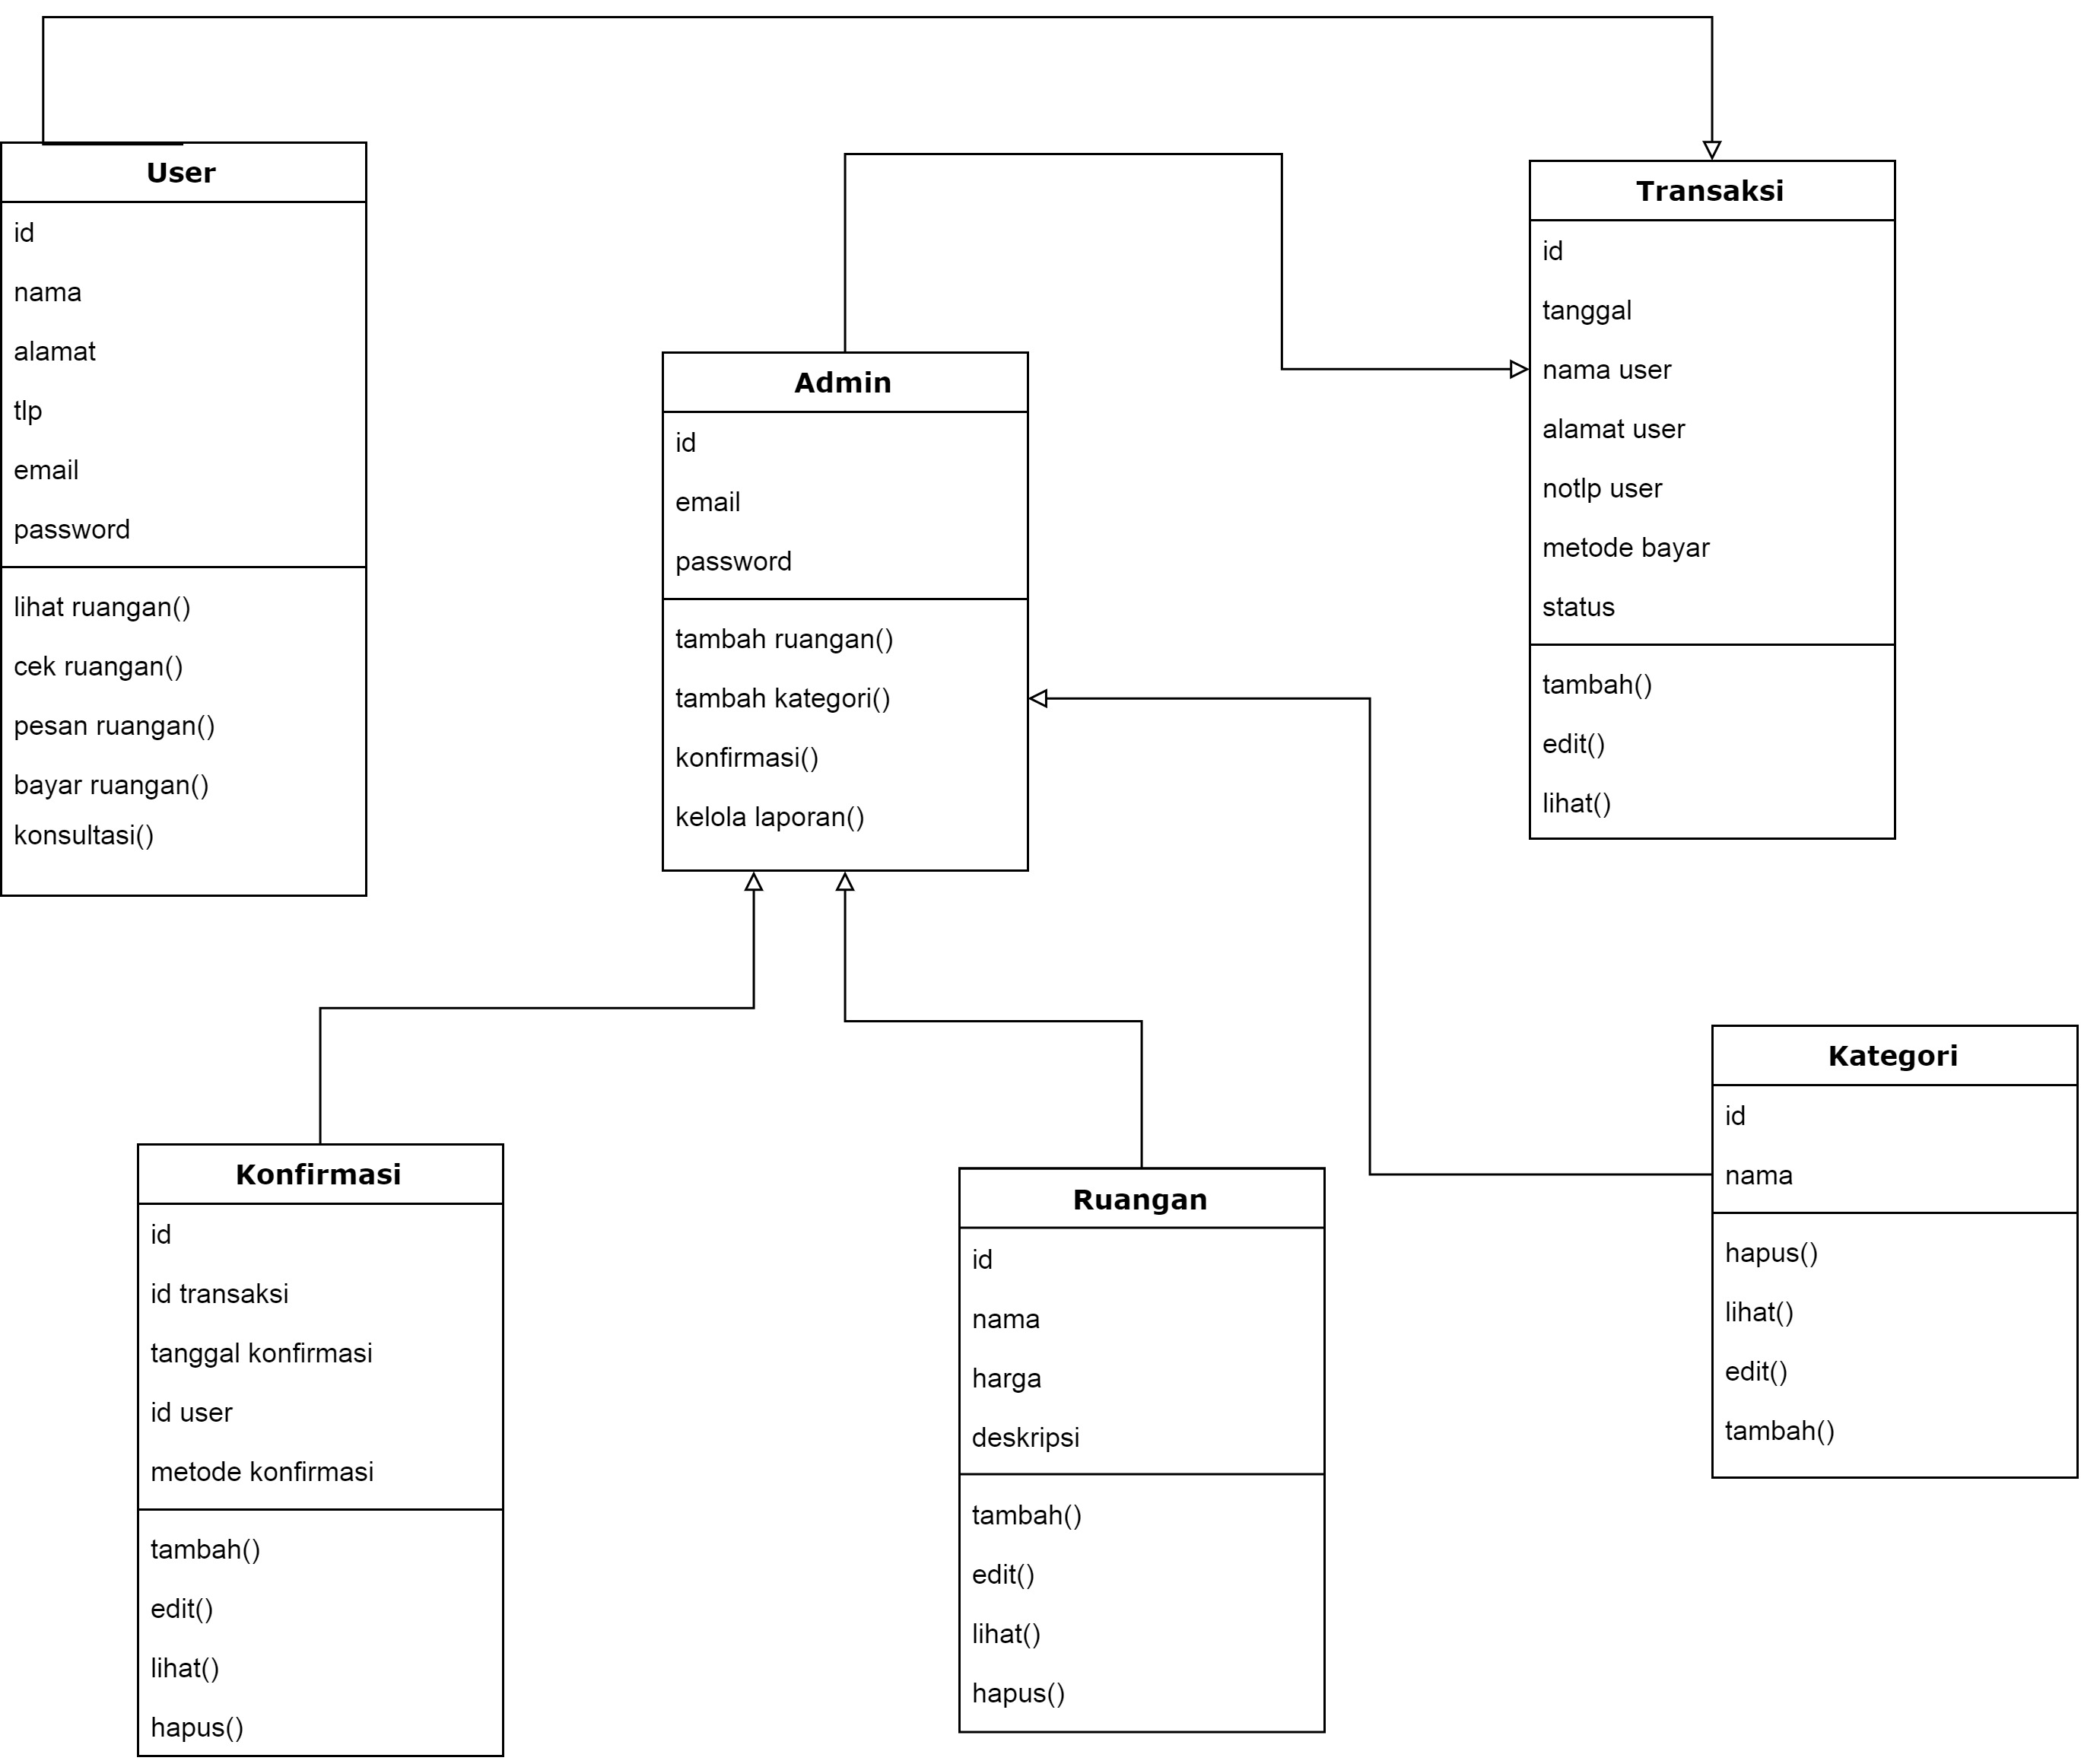 User
id
nama
alamat
tlp
email
password
lihat ruangan()
cek ruangan()
pesan ruangan()
bayar ruangan()
konsultasi()
Admin
id
email
password
tambah ruangan()
tambah kategori()
konfirmasi()
kelola laporan()
Transaksi
id
tanggal
nama user
alamat user
notlp user
metode bayar
status
tambah()
edit()
lihat()
Konfirmasi
id
id transaksi
tanggal konfirmasi
id user
metode konfirmasi
tambah()
edit()
lihat()
hapus()
Ruangan
id
nama
harga
deskripsi
tambah()
edit()
lihat()
hapus()
Kategori
id
nama
hapus()
lihat()
edit()
tambah()